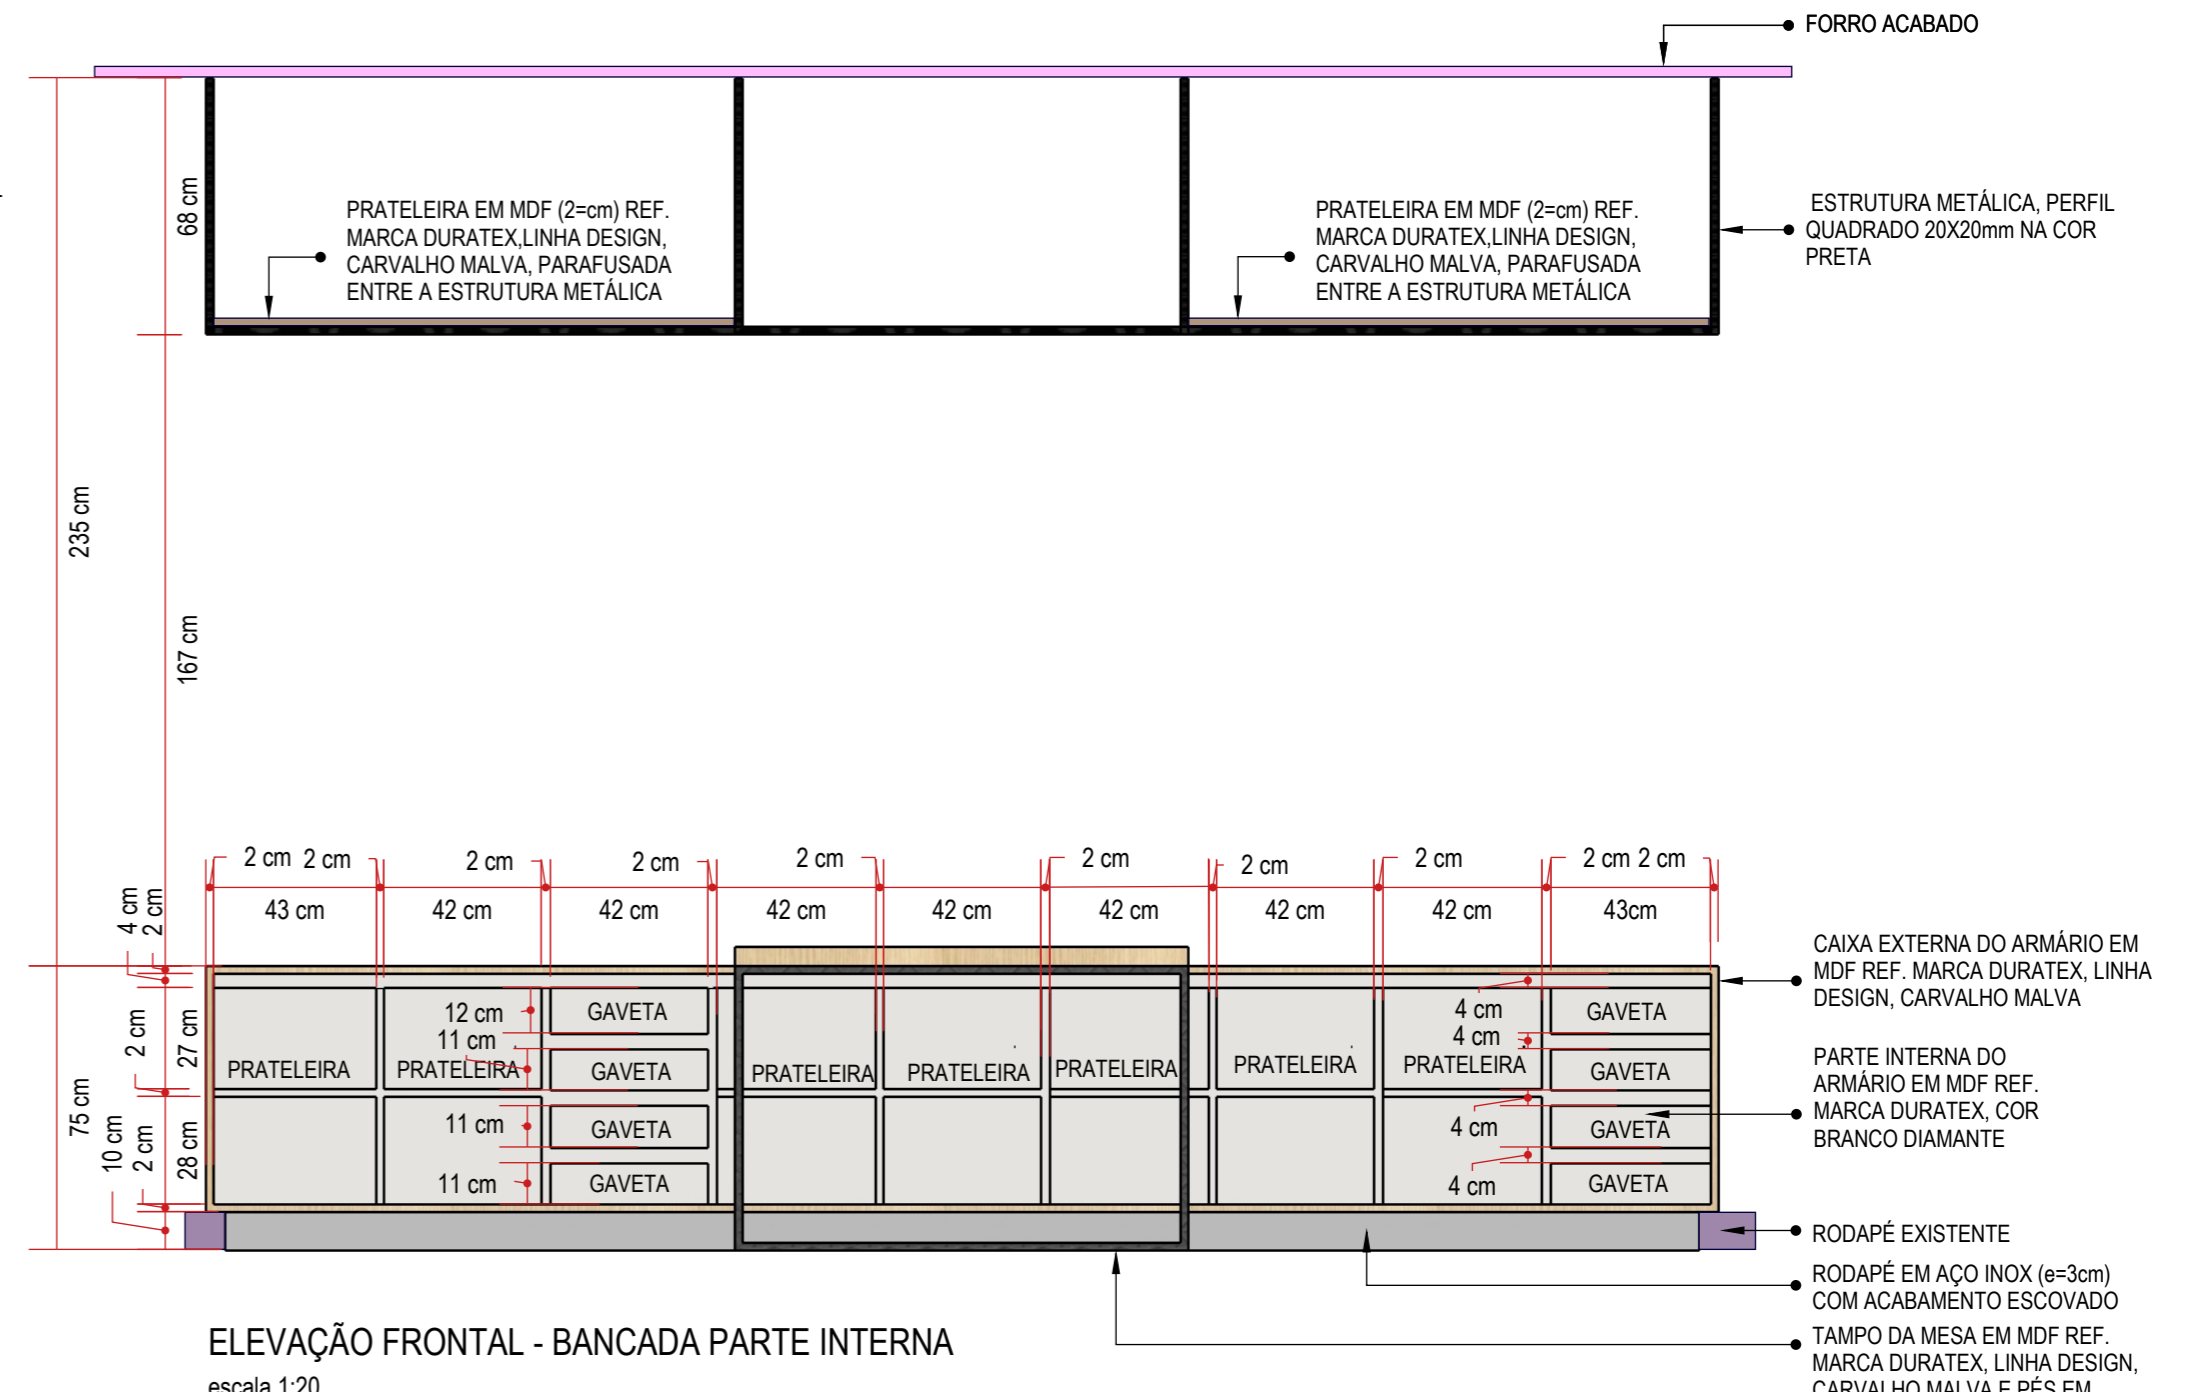 FORRO ACABADO
68 cm
PRATELEIRA EM MDF (2=cm) REF.
MARCA DURATEX,LINHA DESIGN,
CARVALHO MALVA, PARAFUSADA
ENTRE A ESTRUTURA METÁLICA
PRATELEIRA EM MDF (2=cm) REF.
MARCA DURATEX,LINHA DESIGN,
CARVALHO MALVA, PARAFUSADA
ENTRE A ESTRUTURA METÁLICA
ESTRUTURA METÁLICA, PERFIL
QUADRADO 20X20mm NA COR
PRETA
235 cm
167 cm
2 cm 2 cm 2 cm 2 cm 2 cm 2 cm 2 cm 2 cm 2 cm 2 cm
43 cm 42 cm 42 cm 42 cm 42 cm 42 cm 42 cm 42 cm 43cm
4 cm
2 cm
2 cm
27 cm
75 cm
10 cm
2 cm
28 cm
12 cm
11 cm
11 cm
11 cm
GAVETA
GAVETA
GAVETA
GAVETA
PRATELEIRA PRATELEIRA PRATELEIRA PRATELEIRA PRATELEIRA PRATELEIRA PRATELEIRA
4 cm
4 cm
4 cm
4 cm
GAVETA
GAVETA
GAVETA
GAVETA
CAIXA EXTERNA DO ARMÁRIO EM
MDF REF. MARCA DURATEX, LINHA
DESIGN, CARVALHO MALVA
PARTE INTERNA DO
ARMÁRIO EM MDF REF.
MARCA DURATEX, COR
BRANCO DIAMANTE
RODAPÉ EXISTENTE
RODAPÉ EM AÇO INOX (e=3cm)
COM ACABAMENTO ESCOVADO
TAMPO DA MESA EM MDF REF.
MARCA DURATEX, LINHA DESIGN,
CARVALHO MALVA E PÉS EM
ELEVAÇÃO FRONTAL - BANCADA PARTE INTERNA
escala 1:20